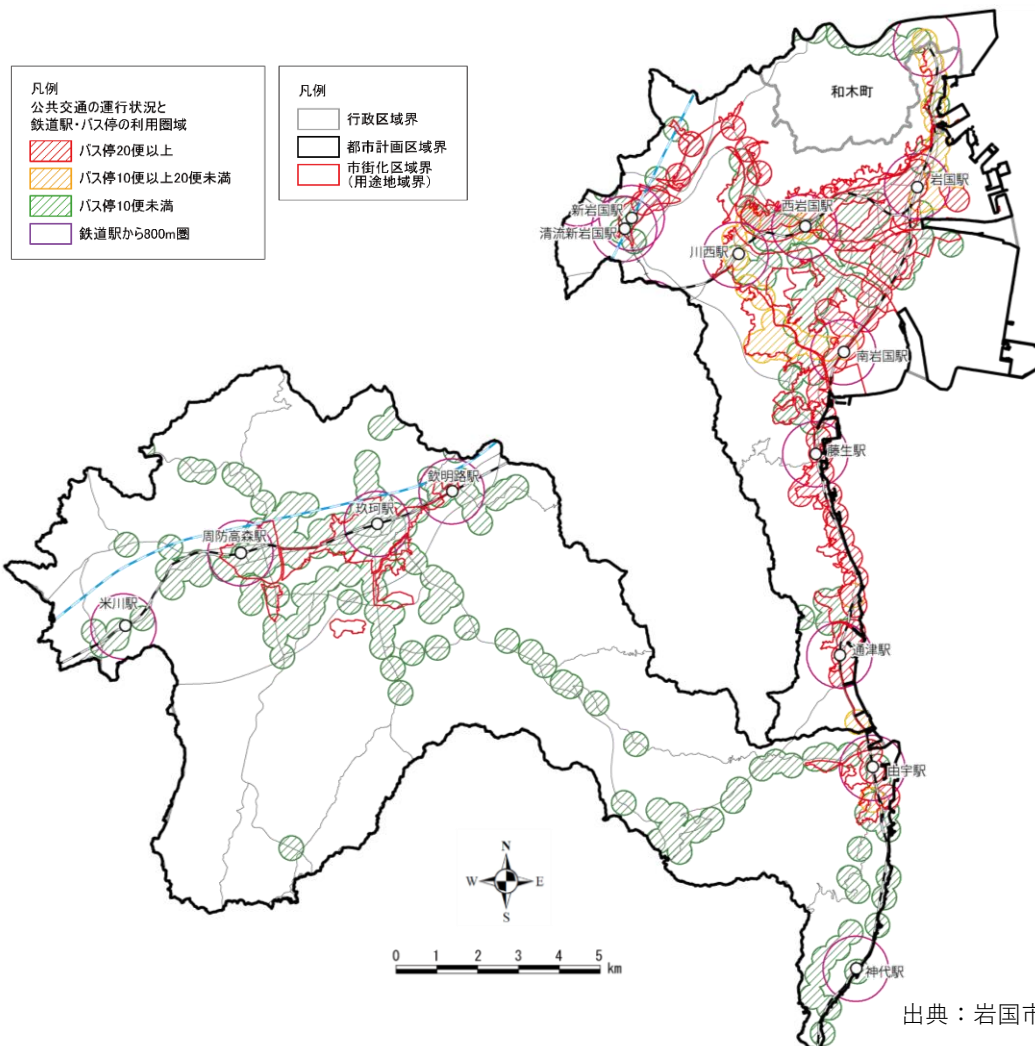 凡例
公共交通の運行状況と
鉄道駅・バス停の利用圏域
バス停20便以上
バス停10便以上20便未満
バス停10便未満
鉄道駅から800m圏
凡例
行政区域界
都市計画区域界
市街化区域界
(用途地域界)
和木町
岩国駅
新岩国駅
西岩国駅
清流新岩国駅
川西駅
南岩国駅
藤生駅
欽明路駅
玖珂駅
周防高森駅
米川駅
通津駅
由宇駅
神代駅
N
W
E
S
0 1 2 3 4 5
km
出典：岩国市